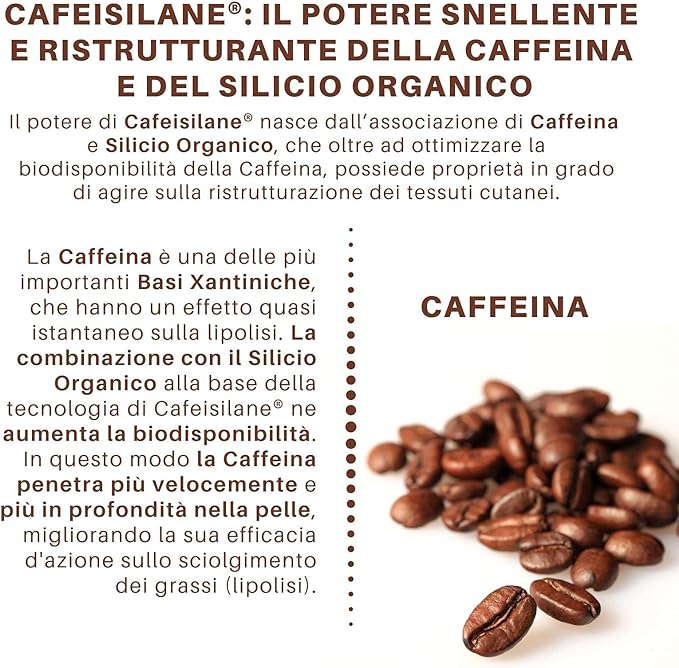 CAFEISILANE®: IL POTERE SNELLENTE
E RISTRUTTURANTE DELLA CAFFEINA
E DEL SILICIO ORGANICO
Il potere di Cafeisilane® nasce dall’associazione di Caffeina
e Silicio Organico, che oltre ad ottimizzare la
biodisponibilità della Caffeina, possiede proprietà in grado
di agire sulla ristrutturazione dei tessuti cutanei.
La Caffeina è una delle più
importanti Basi Xantiniche,
che hanno un effetto quasi
istantaneo sulla lipolisi. La
combinazione con il Silicio
Organico alla base della
tecnologia di Cafeisilane® ne
aumenta la biodisponibilità.
In questo modo la Caffeina
penetra più velocemente e
più in profondità nella pelle,
migliorando la sua efficacia
d'azione sullo sciolgimento
dei grassi (lipolisi).
CAFFEINA